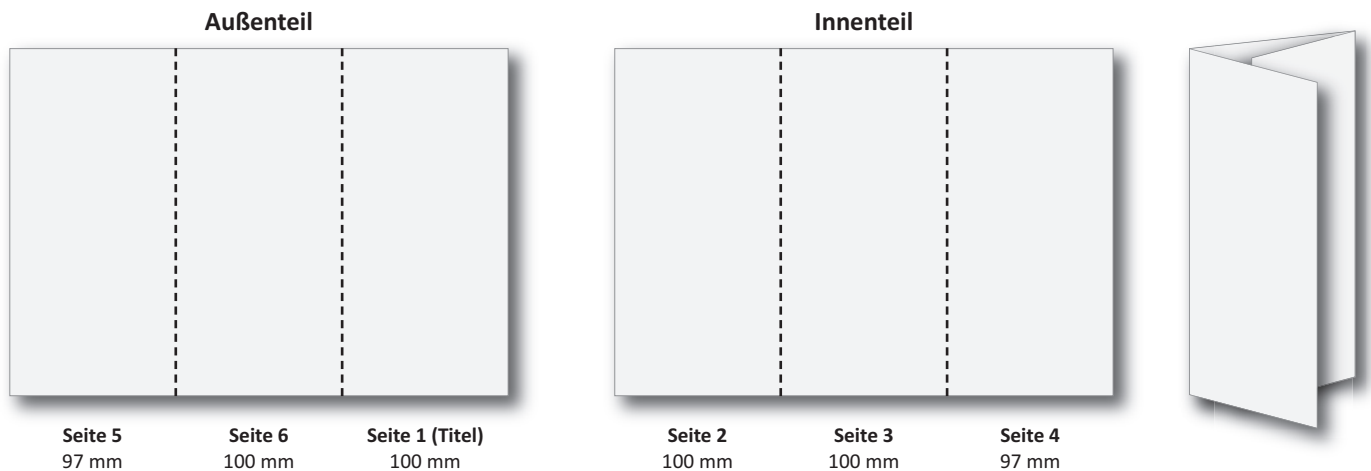 Außenteil
Innenteil
Seite 5
97 mm
Seite 6
100 mm
Seite 1 (Titel)
100 mm
Seite 2
100 mm
Seite 3
100 mm
Seite 4
97 mm